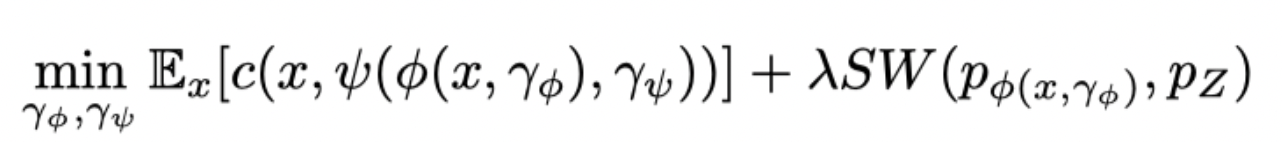 min_{γ_ϕ,γ_ψ} 𝔼_x[c(x, ψ(ϕ(x, γ_ϕ), γ_ψ))] + λSW(p_{ϕ(x,γ_ϕ)}, p_Z)